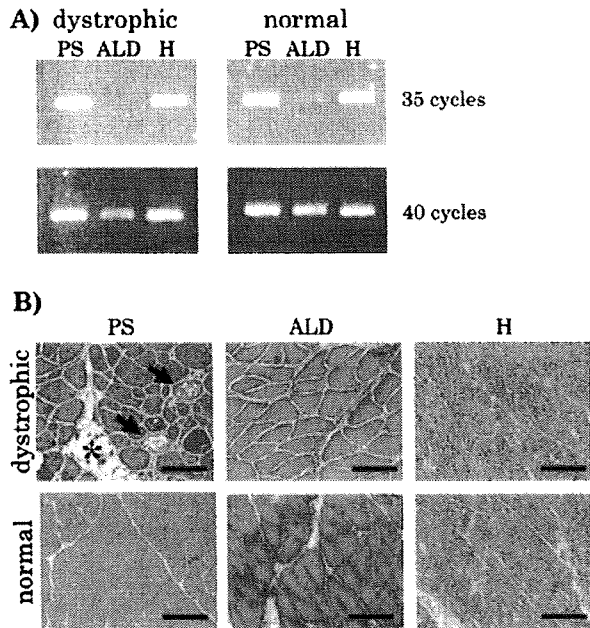 A) dystrophic normal
PS ALD H PS ALD H
35 cycles
40 cycles
B)
PS ALD H
dystrophic
*
normal